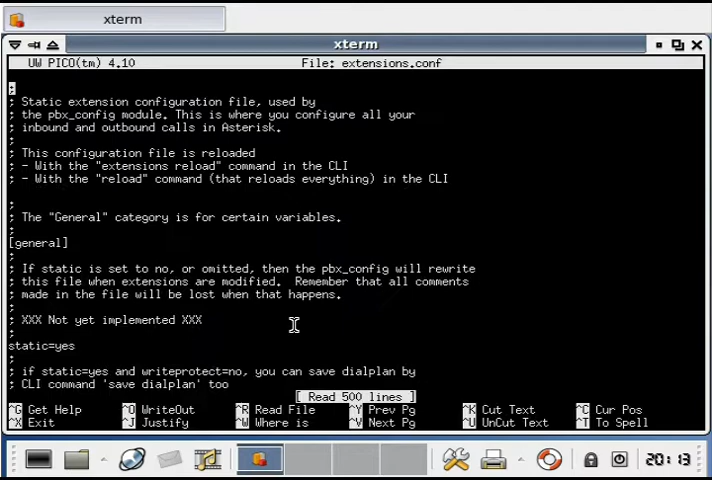 xterm
xterm
UW PICO(tm) 4.10 File: extensions.conf
;
; Static extension configuration file, used by
; the pbx_config module. This is where you configure all your
; inbound and outbound calls in Asterisk.
;
; This configuration file is reloaded
; - With the "extensions reload" command in the CLI
; - With the "reload" command (that reloads everything) in the CLI
;
; The "General" category is for certain variables.
;
[general]
;
; If static is set to no, or omitted, then the pbx_config will rewrite
; this file when extensions are modified.  Remember that all comments
; made in the file will be lost when that happens.
;
; XXX Not yet implemented XXX
;
static=yes
;
; if static=yes and writeprotect=no, you can save dialplan by
; CLI command 'save dialplan' too
[ Read 500 lines ]
^G Get Help ^O WriteOut ^R Read File ^Y Prev Pg ^K Cut Text ^C Cur Pos
^X Exit ^J Justify ^W Where is ^V Next Pg ^U UnCut Text ^T To Spell
20:13